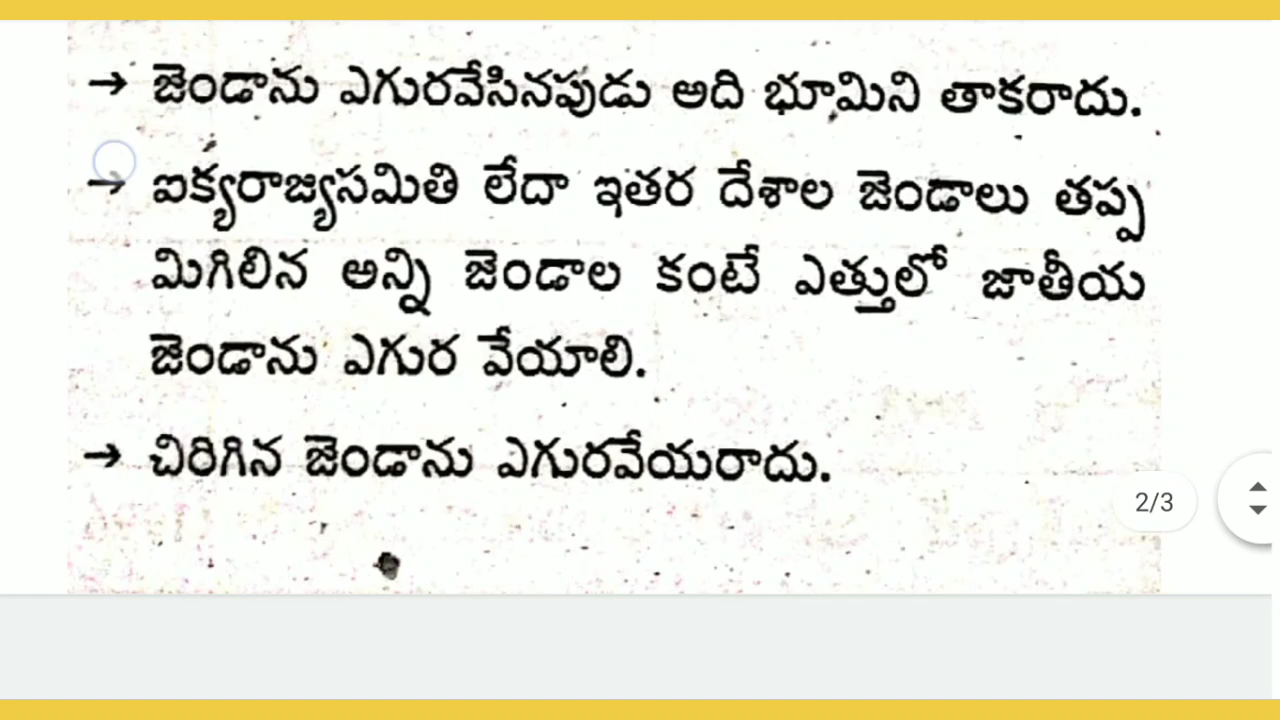 → జెండాను ఎగురవేసినపుడు అది భూమిని తాకరాదు.
→ ఐక్యరాజ్యసమితి లేదా ఇతర దేశాల జెండాలు తప్ప
మిగిలిన అన్ని జెండాల కంటే ఎత్తులో జాతీయ
జెండాను ఎగుర వేయాలి.
→ చిరిగిన జెండాను ఎగురవేయరాదు.
2/3